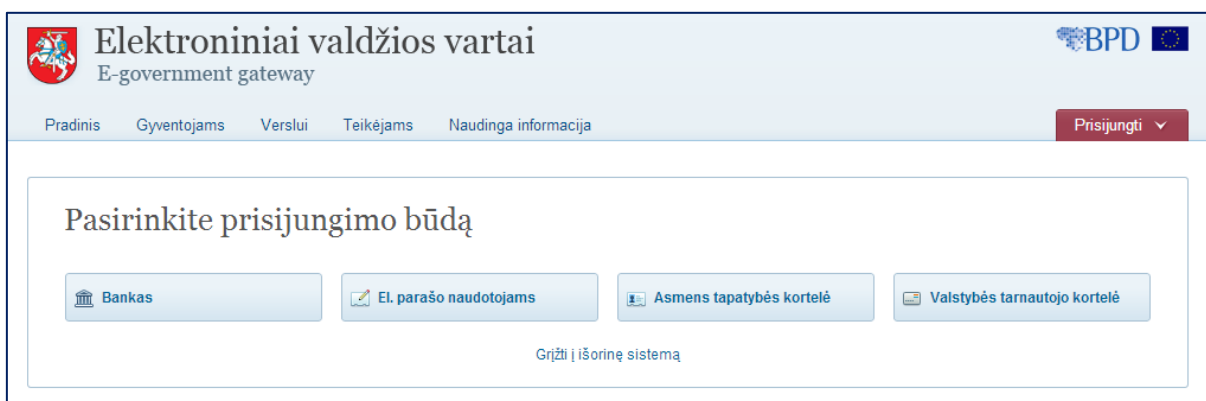 Elektroniniai valdžios vartai
E-government gateway
BPD
Pradinis Gyventojams Verslui Teikėjams Naudinga informacija Prisijungti
Pasirinkite prisijungimo būdą
Bankas El. parašo naudotojams Asmens tapatybės kortelė Valstybės tarnautojo kortelė
Grįžti į išorinę sistemą